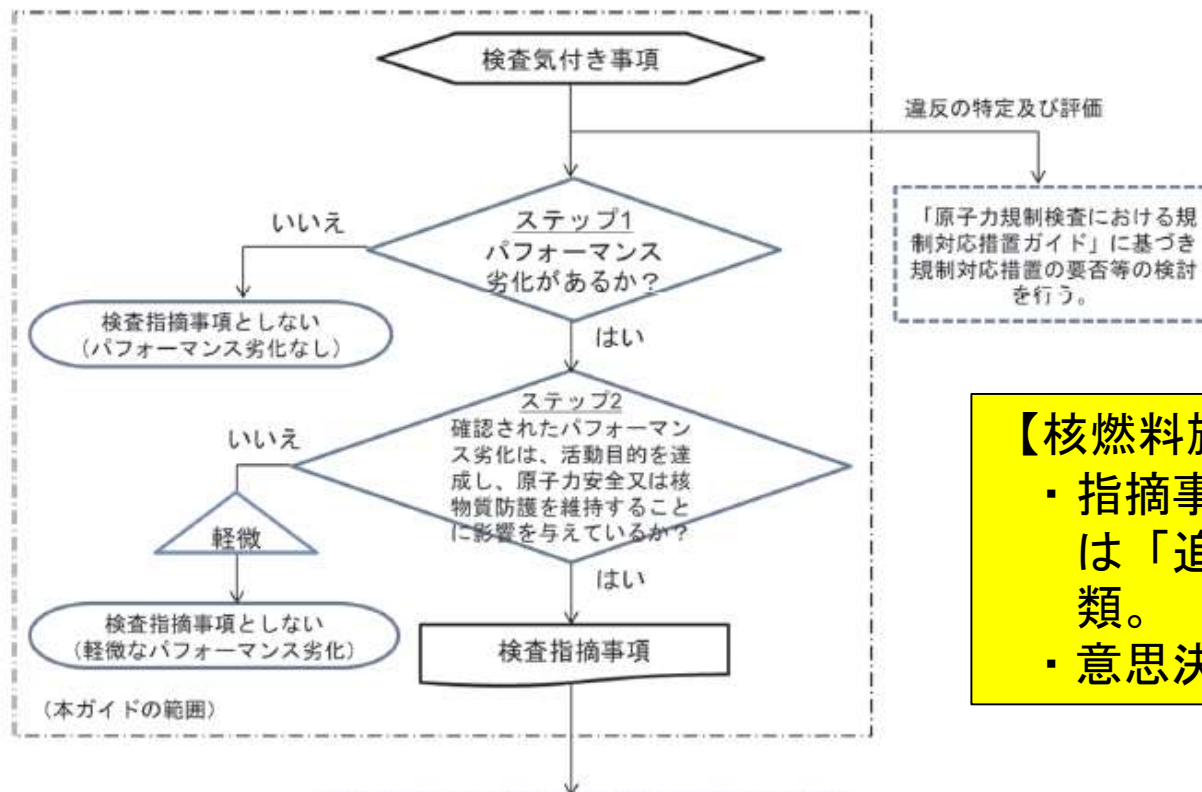 検査気付き事項
違反の特定及び評価
いいえ
ステップ1
パフォーマンス
劣化があるか？
「原子力規制検査における規
制対応措置ガイド」に基づき
規制対応措置の要否等の検討
を行う。
検査指摘事項としない
（パフォーマンス劣化なし）
はい
ステップ2
確認されたパフォーマン
ス劣化は、活動目的を達
成し、原子力安全又は核
物質防護を維持すること
に影響を与えているか？
いいえ
軽微
はい
検査指摘事項としない
（軽微なパフォーマンス劣化）
検査指摘事項
（本ガイドの範囲）
【核燃料
・指摘事
は「追
類。
・意思決